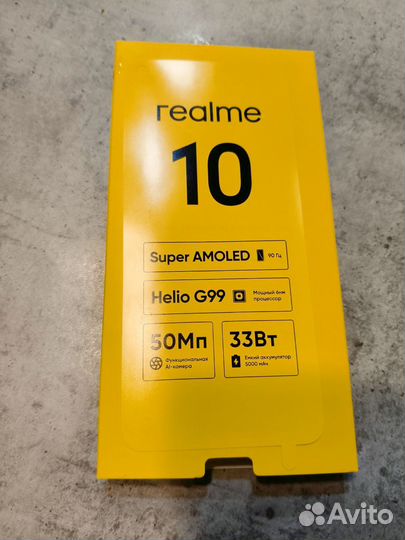 realme
10
Super AMOLED 90 Гц
Helio G99 Мощный 6нм
процессор
50Мп 33Вт
Функциональная
AI-камера
Емкий аккумулятор
5000 мАч
Avito